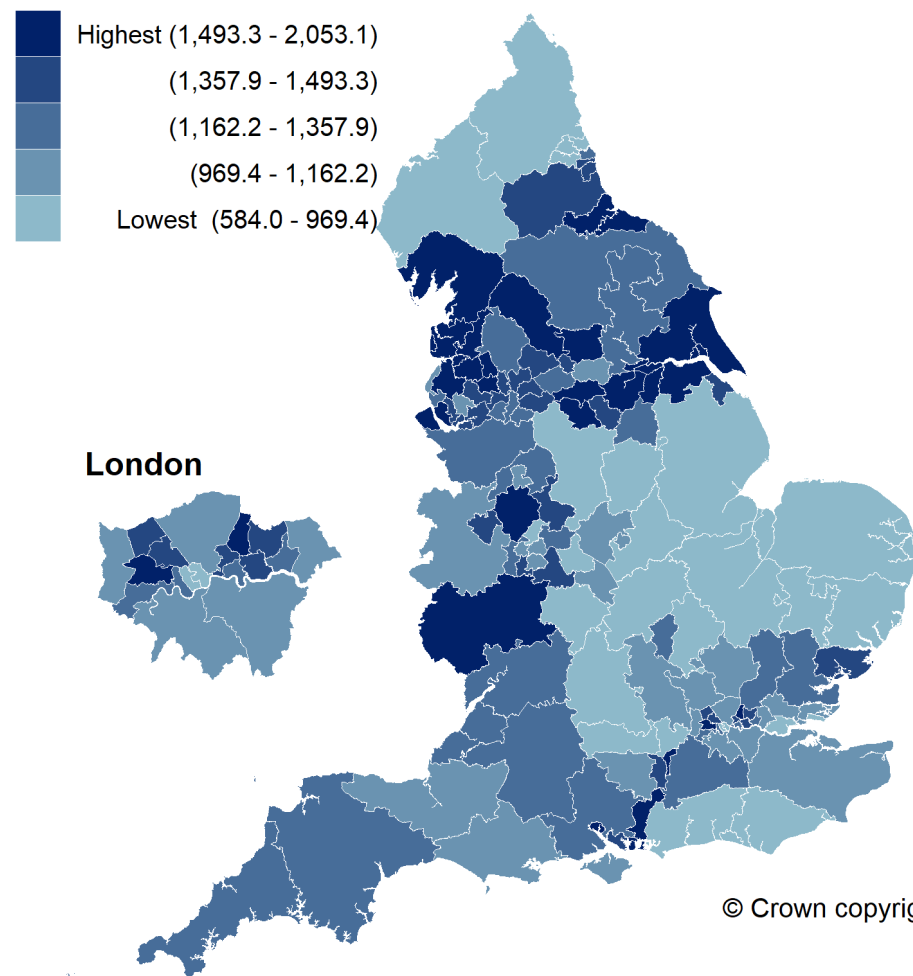 Highest (1,493.3 - 2,053.1)
(1,357.9 - 1,493.3)
(1,162.2 - 1,357.9)
(969.4 - 1,162.2)
Lowest (584.0 - 969.4)
London
© Crown copyrig